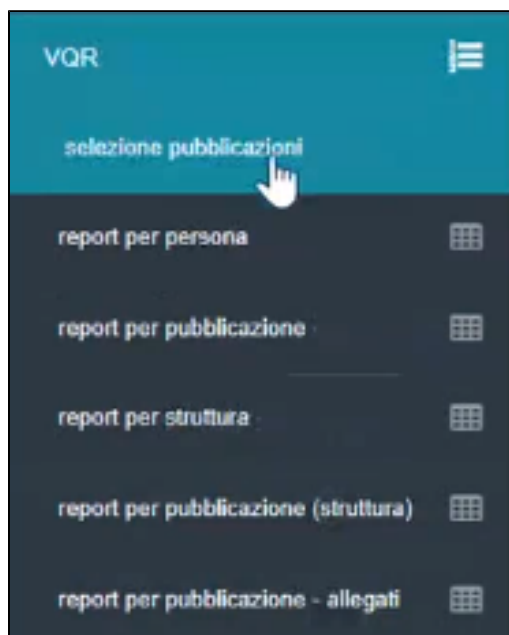 VQR
selezione pubblicazioni
report per persona
report per pubblicazione
report per struttura
report per pubblicazione (struttura)
report per pubblicazione - allegati